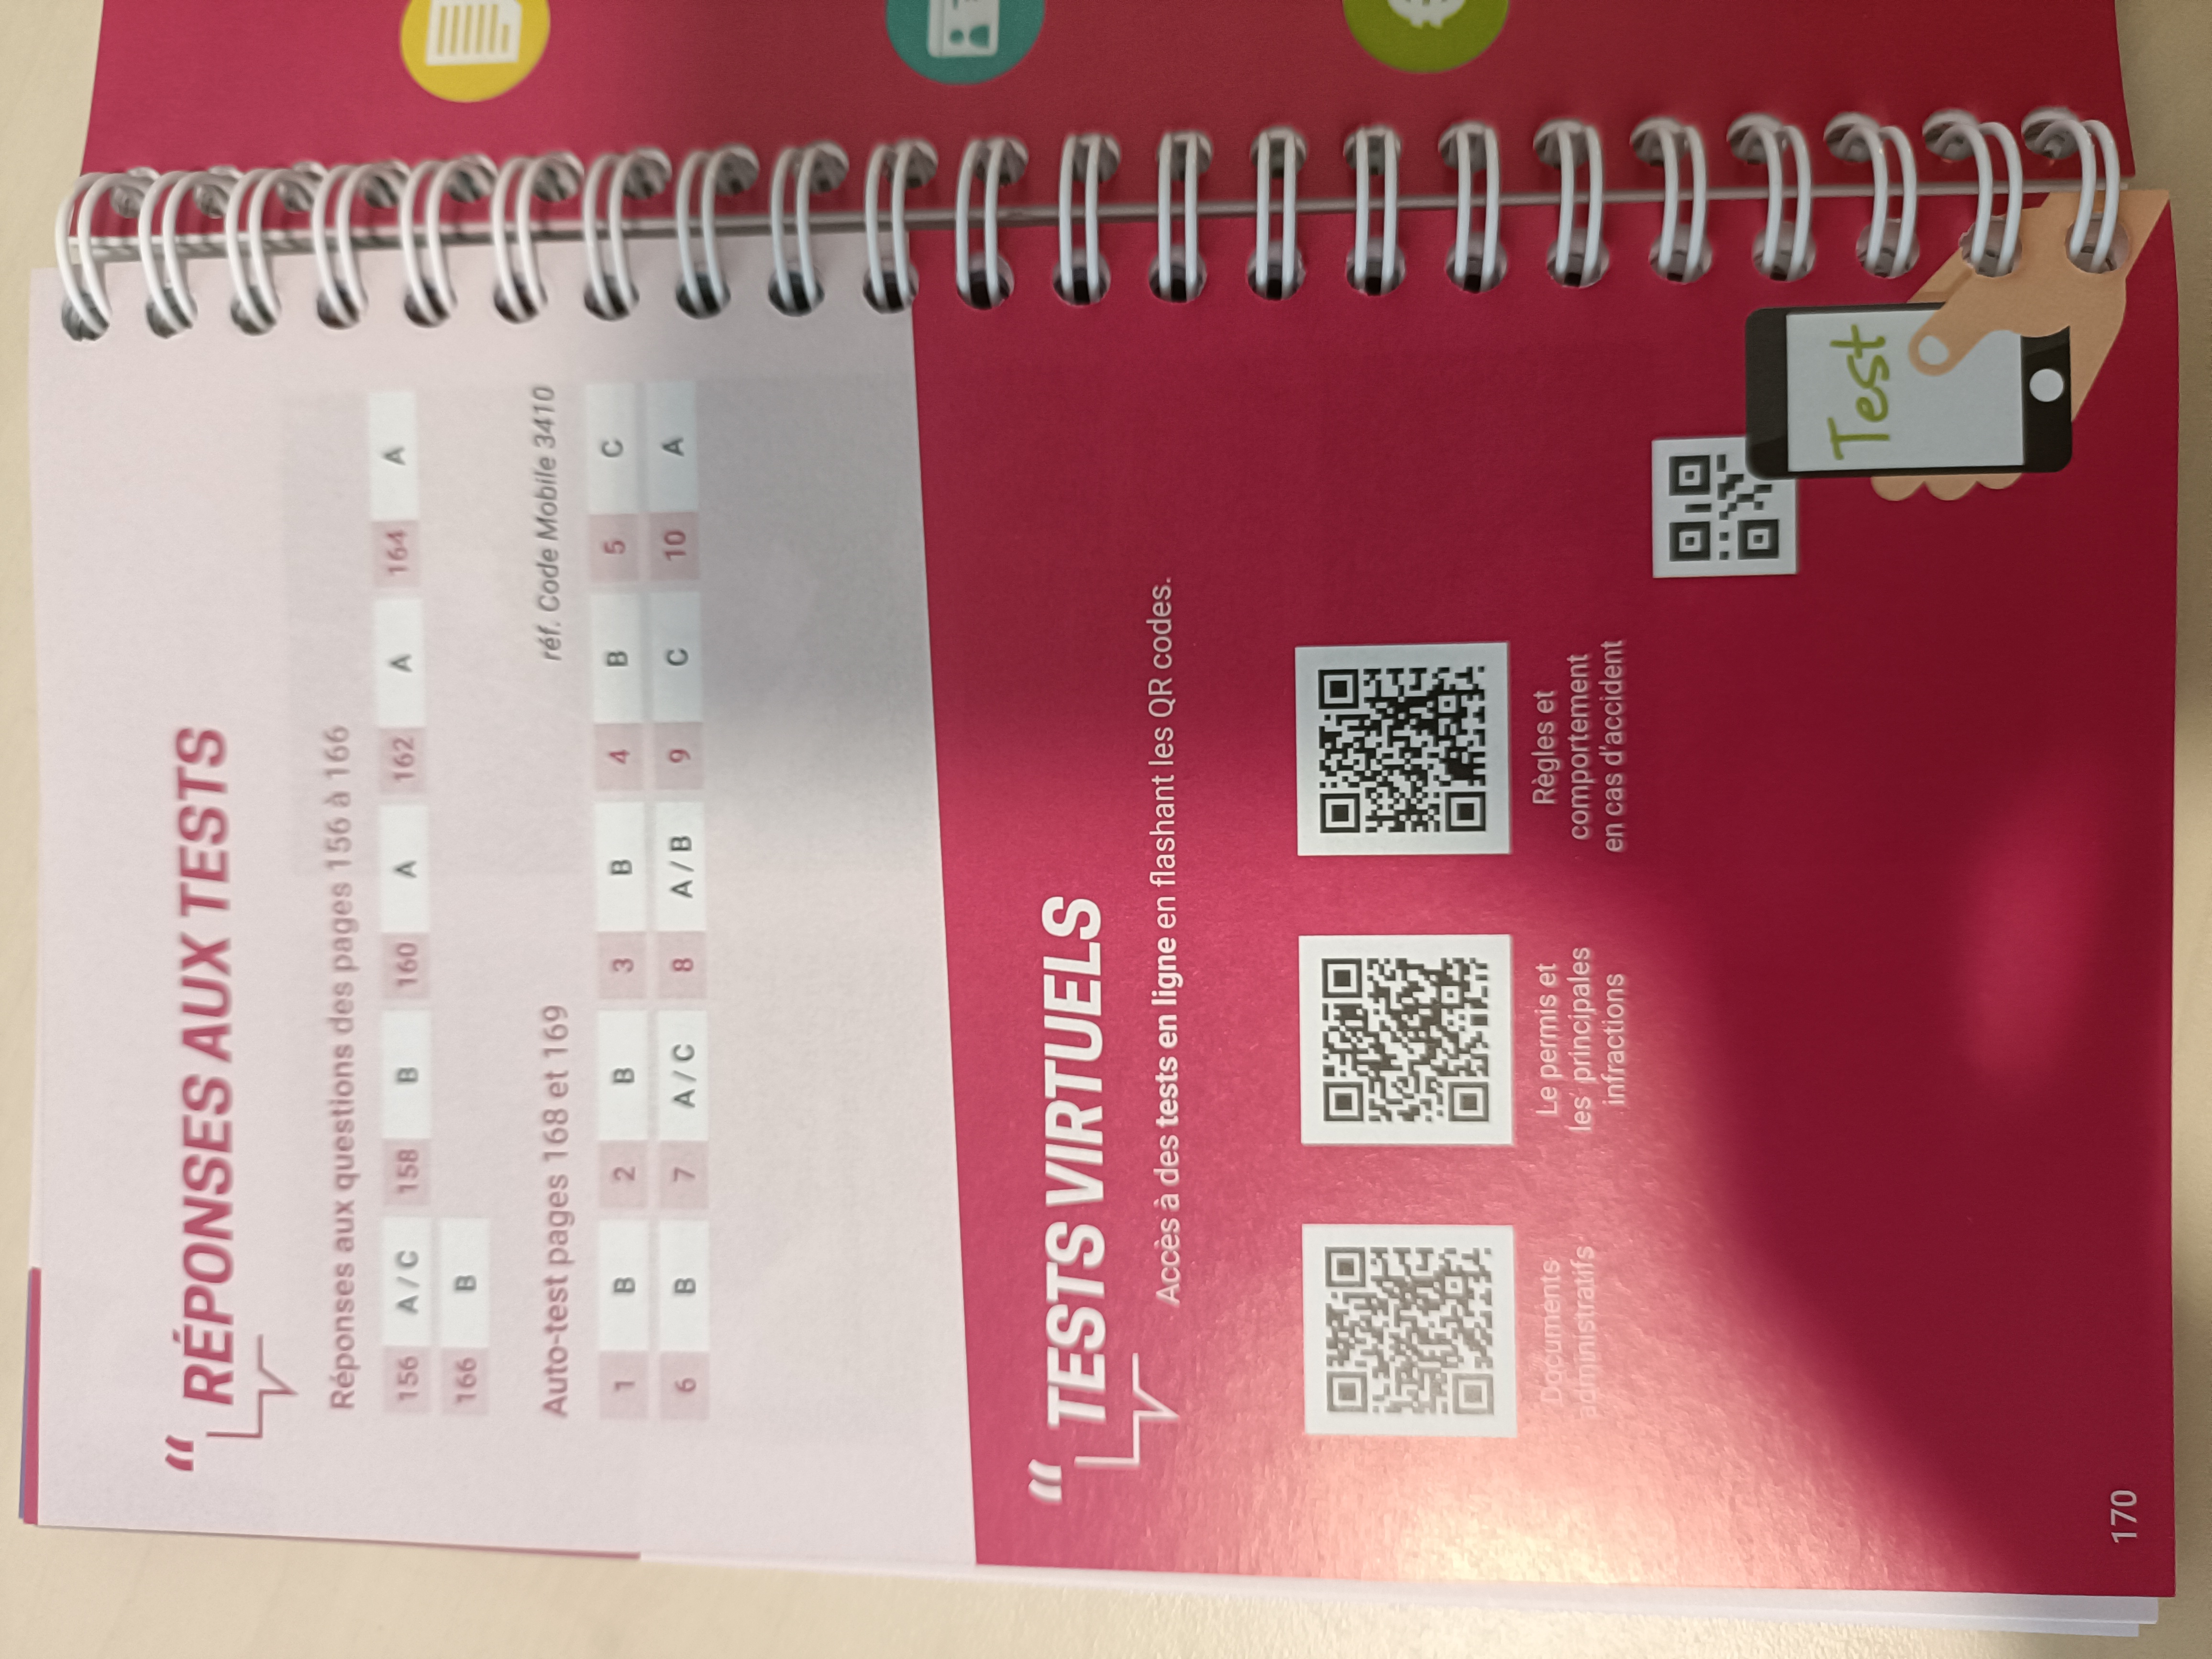 “ RÉPONSES AUX TESTS
Réponses aux questions des pages 156 à 166
156 A / C 158 B 160 A 162 A 164 A
166 B
Auto-test pages 168 et 169 réf. Code Mobile 3410
1 B 2 B 3 B 4 B 5 C
6 B 7 A / C 8 A / B 9 C 10 A
“ TESTS VIRTUELS
Accès à des tests en ligne en flashant les QR codes.
Documents
administratifs
Le permis et
les principales
infractions
Règles et
comportement
en cas d'accident
Test
170